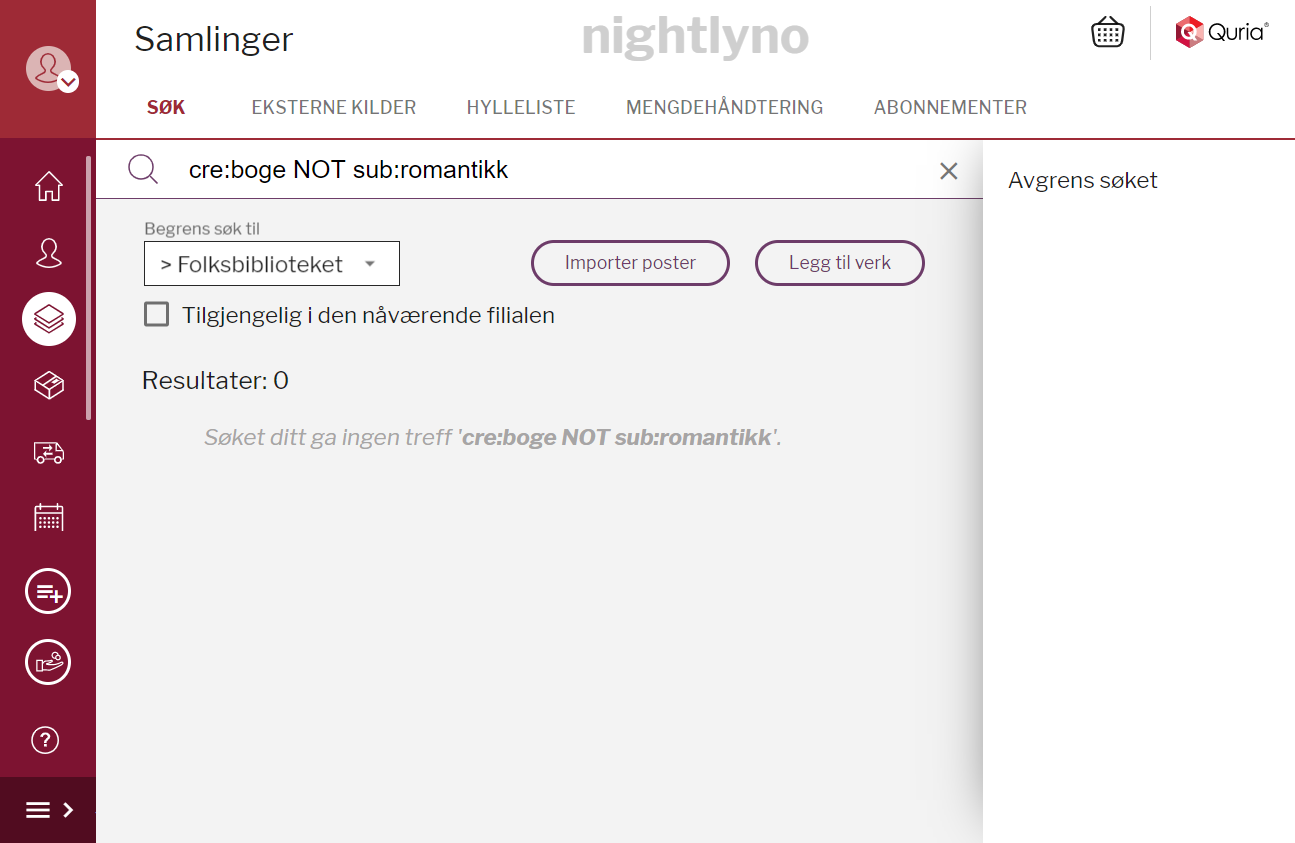 Samlinger
nightlyno
Quria®
SØK
EKSTERNE KILDER
HYLLELISTE
MENGDEHÅNDTERING
ABONNEMENTER
cre:boge NOT sub:romantikk
Avgrens søket
Begrens søk til
> Folksbiblioteket
Importer poster
Legg til verk
Tilgjengelig i den nåværende filialen
Resultater: 0
Søket ditt ga ingen treff 'cre:boge NOT sub:romantikk'.